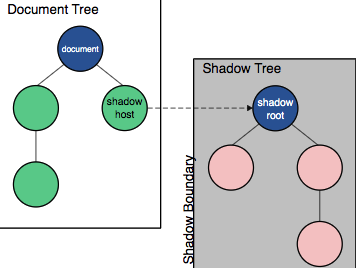 Document Tree
document
shadow
host
Shadow Tree
shadow
root
Shadow Boundary